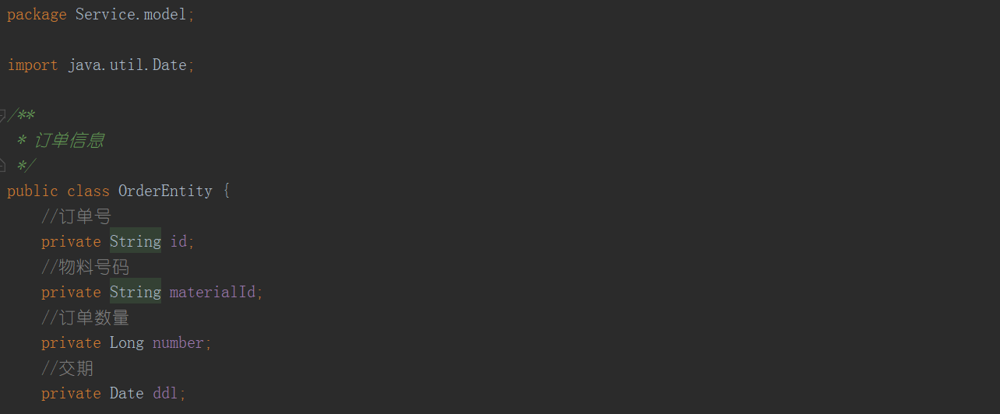 package Service.model;
import java.util.Date;
/**
 * 订单信息
 */
public class OrderEntity {
    //订单号
    private String id;
    //物料号码
    private String materialId;
    //订单数量
    private Long number;
    //交期
    private Date ddl;